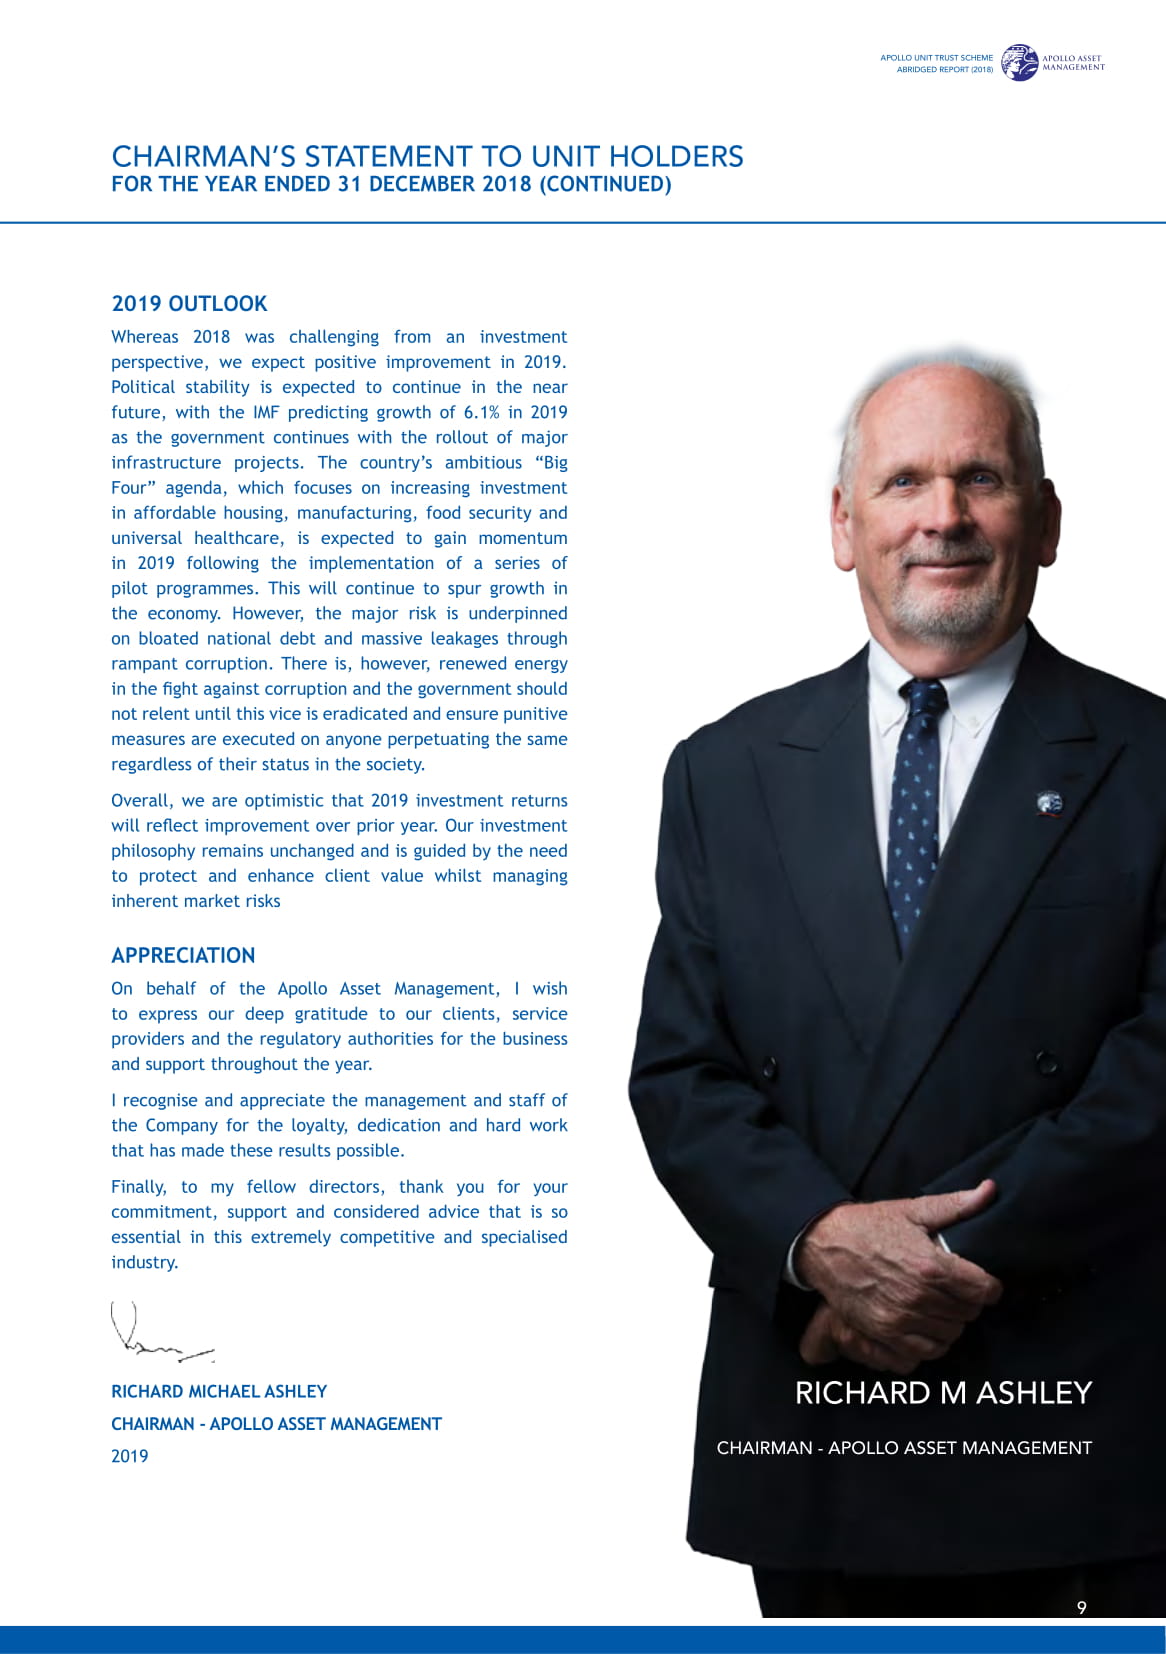 APOLLO UNIT TRUST SCHEME
ABRIDGED REPORT (2018)
APOLLO ASSET
MANAGEMENT
CHAIRMAN’S STATEMENT TO UNIT HOLDERS
FOR THE YEAR ENDED 31 DECEMBER 2018 (CONTINUED)
2019 OUTLOOK
Whereas 2018 was challenging from an investment
perspective, we expect positive improvement in 2019.
Political stability is expected to continue in the near
future, with the IMF predicting growth of 6.1% in 2019
as the government continues with the rollout of major
infrastructure projects. The country’s ambitious “Big
Four” agenda, which focuses on increasing investment
in affordable housing, manufacturing, food security and
universal healthcare, is expected to gain momentum
in 2019 following the implementation of a series of
pilot programmes. This will continue to spur growth in
the economy. However, the major risk is underpinned
on bloated national debt and massive leakages through
rampant corruption. There is, however, renewed energy
in the fight against corruption and the government should
not relent until this vice is eradicated and ensure punitive
measures are executed on anyone perpetuating the same
regardless of their status in the society.
Overall, we are optimistic that 2019 investment returns
will reflect improvement over prior year. Our investment
philosophy remains unchanged and is guided by the need
to protect and enhance client value whilst managing
inherent market risks
APPRECIATION
On behalf of the Apollo Asset Management, I wish
to express our deep gratitude to our clients, service
providers and the regulatory authorities for the business
and support throughout the year.
I recognise and appreciate the management and staff of
the Company for the loyalty, dedication and hard work
that has made these results possible.
Finally, to my fellow directors, thank you for your
commitment, support and considered advice that is so
essential in this extremely competitive and specialised
industry.
RICHARD MICHAEL ASHLEY
CHAIRMAN - APOLLO ASSET MANAGEMENT
2019
RICHARD M ASHLEY
CHAIRMAN - APOLLO ASSET MANAGEMENT
9